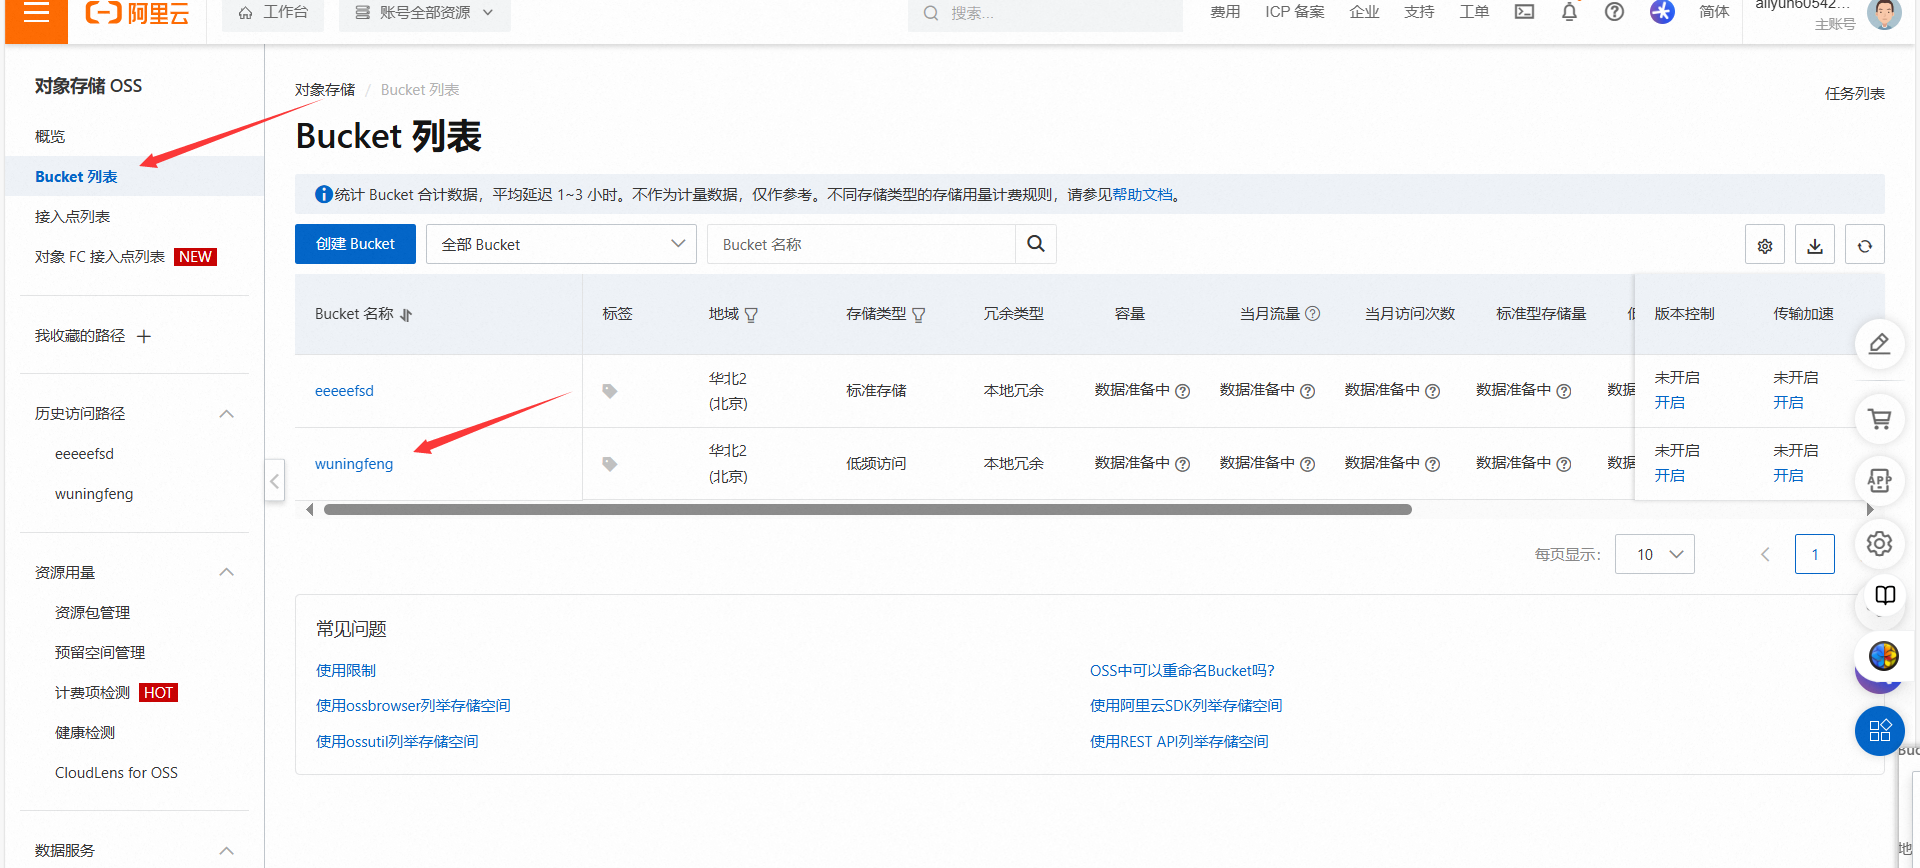 阿里云
工作台
账号全部资源
搜索...
费用
ICP 备案
企业
支持
工单
简体
aliyun60542...
主账号
对象存储 OSS
概览
Bucket 列表
接入点列表
对象 FC 接入点列表 NEW
我收藏的路径
历史访问路径
eeeeefsd
wuningfeng
资源用量
资源包管理
预留空间管理
计费项检测 HOT
健康检测
CloudLens for OSS
数据服务
对象存储 / Bucket 列表
任务列表
Bucket 列表
统计 Bucket 合计数据，平均延迟 1~3 小时。不作为计量数据，仅作参考。不同存储类型的存储用量计费规则，请参见帮助文档。
创建 Bucket
全部 Bucket
Bucket 名称
Bucket 名称 标签 地域 存储类型 冗余类型 容量 当月流量 当月访问次数 标准型存储量 版本控制 传输加速
eeeeefsd 华北2 (北京) 标准存储 本地冗余 数据准备中 数据准备中 数据准备中 数据准备中 数据 未开启 开启 未开启 开启
wuningfeng 华北2 (北京) 低频访问 本地冗余 数据准备中 数据准备中 数据准备中 数据准备中 数据 未开启 开启 未开启 开启
每页显示： 10 1
常见问题
使用限制
OSS中可以重命名Bucket吗?
使用ossbrowser列举存储空间
使用阿里云SDK列举存储空间
使用ossutil列举存储空间
使用REST API列举存储空间
APP
Buc
地